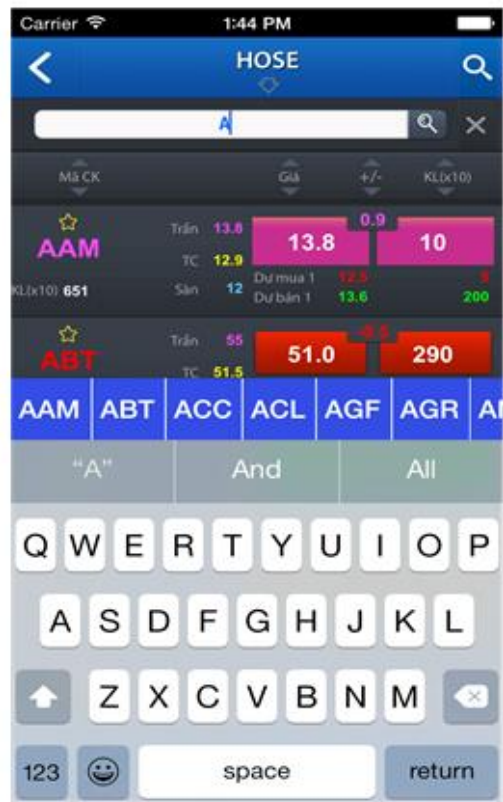 Carrier 1:44 PM
HOSE
A
Mã CK Giá +/- KL(x10)
AAM Trần 13.8 13.8 0.9 10
TC 12.9
KL(x10) 651 Sàn 12 Dư mua 1 12.5 5
Dư bán 1 13.6 200
ABT Trần 55 51.0 -0.5 290
TC 51.5
AAM ABT ACC ACL AGF AGR
“A” And All
Q W E R T Y U I O P
A S D F G H J K L
Z X C V B N M
123 space return